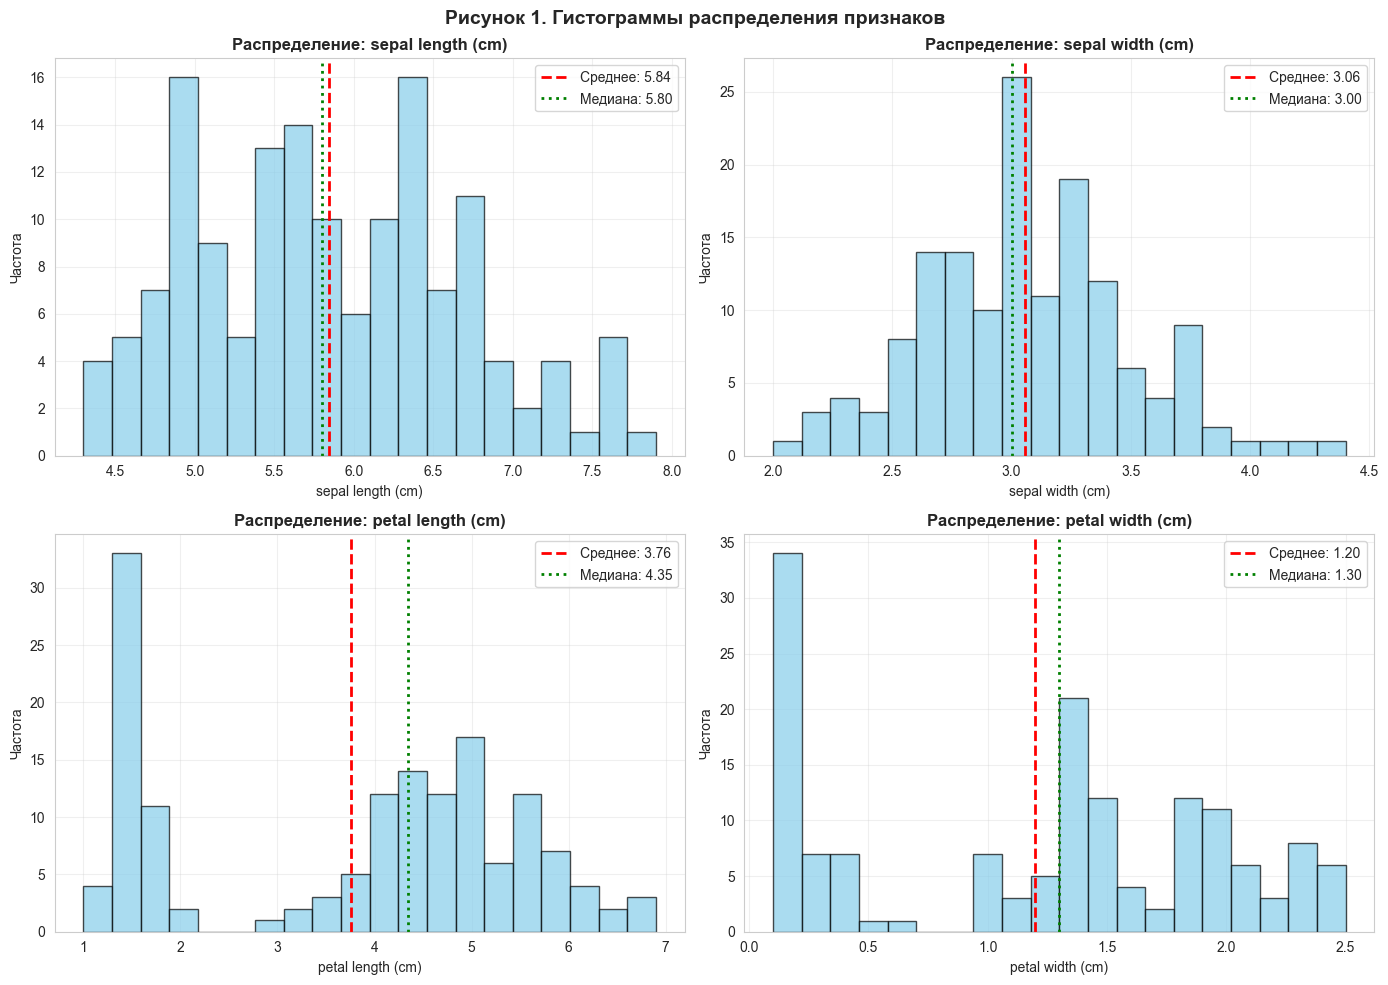 Рисунок 1. Гистограммы распределения признаков
Распределение: sepal length (cm)
Среднее: 5.84
Медиана: 5.80
Частота
16
14
12
10
8
6
4
2
0
4.5 5.0 5.5 6.0 6.5 7.0 7.5 8.0
sepal length (cm)
Распределение: sepal width (cm)
Среднее: 3.06
Медиана: 3.00
Частота
25
20
15
10
5
0
2.0 2.5 3.0 3.5 4.0 4.5
sepal width (cm)
Распределение: petal length (cm)
Среднее: 3.76
Медиана: 4.35
Частота
30
25
20
15
10
5
0
1 2 3 4 5 6 7
petal length (cm)
Распределение: petal width (cm)
Среднее: 1.20
Медиана: 1.30
Частота
35
30
25
20
15
10
5
0
0.0 0.5 1.0 1.5 2.0 2.5
petal width (cm)